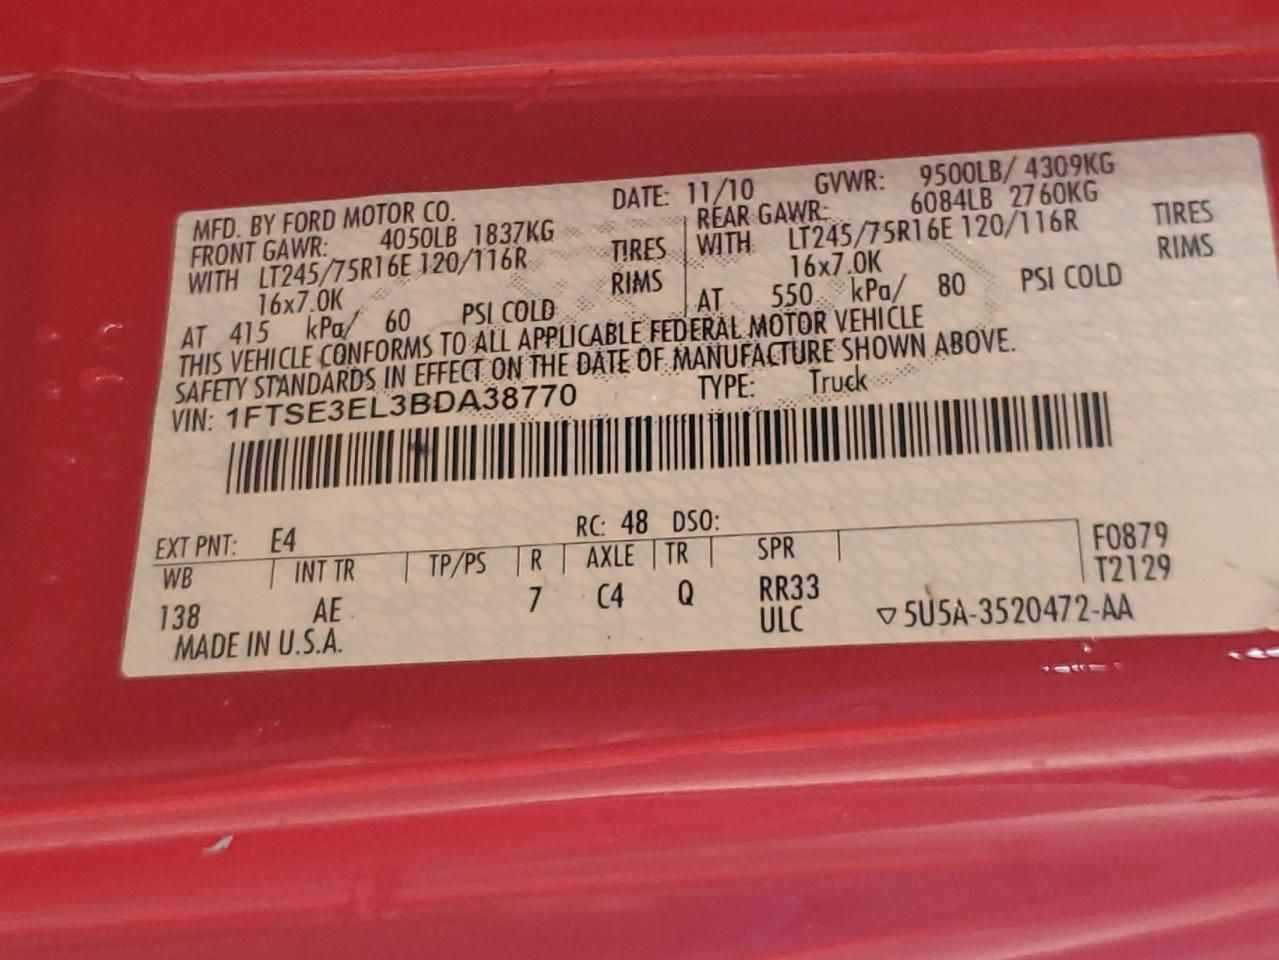 MFD. BY FORD MOTOR CO. DATE: 11/10 GVWR: 9500LB/ 4309KG
FRONT GAWR: 4050LB 1837KG REAR GAWR: 6084LB 2760KG
WITH LT245/75R16E 120/116R TIRES WITH LT245/75R16E 120/116R TIRES
16x7.0K RIMS 16x7.0K RIMS
AT 415 kPa/ 60 PSI COLD AT 550 kPa/ 80 PSI COLD
THIS VEHICLE CONFORMS TO ALL APPLICABLE FEDERAL MOTOR VEHICLE
SAFETY STANDARDS IN EFFECT ON THE DATE OF MANUFACTURE SHOWN ABOVE.
VIN: 1FTSE3EL3BDA38770 TYPE: Truck
EXT PNT: E4 RC: 48 DSO:
WB INT TR TP/PS R AXLE TR SPR F0879
138 AE 7 C4 Q RR33 T2129
ULC ▽5U5A-3520472-AA
MADE IN U.S.A.